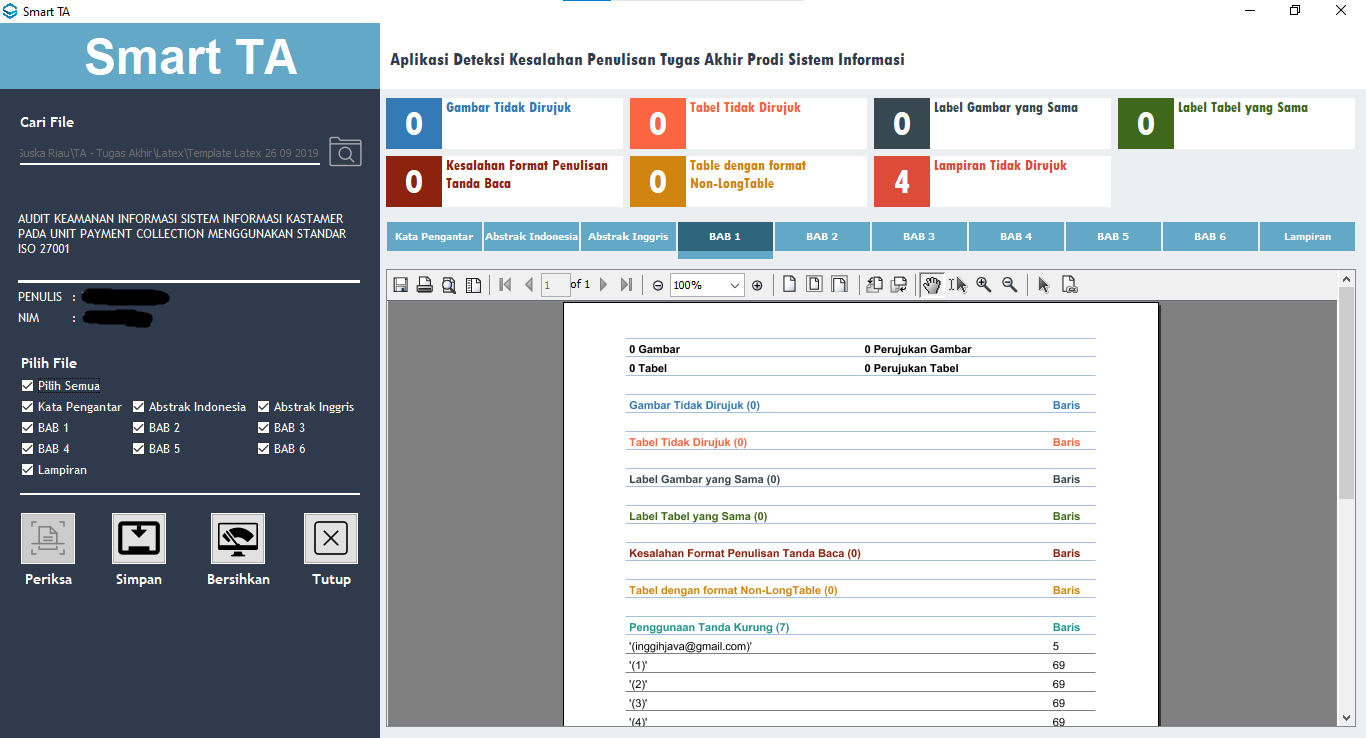 Smart TA
Smart TA
Aplikasi Deteksi Kesalahan Penulisan Tugas Akhir Prodi Sistem Informasi
Cari File
Suska Riau\TA - Tugas Akhir\Latex\Template Latex 26 09 2019
AUDIT KEAMANAN INFORMASI SISTEM INFORMASI KASTAMER
PADA UNIT PAYMENT COLLECTION MENGGUNAKAN STANDAR
ISO 27001
PENULIS :
NIM :
Pilih File
Pilih Semua
Kata Pengantar Abstrak Indonesia Abstrak Inggris
BAB 1 BAB 2 BAB 3
BAB 4 BAB 5 BAB 6
Lampiran
Periksa Simpan Bersihkan Tutup
0 Gambar Tidak Dirujuk
0 Tabel Tidak Dirujuk
0 Label Gambar yang Sama
0 Label Tabel yang Sama
0 Kesalahan Format Penulisan
Tanda Baca
0 Table dengan format
Non-LongTable
4 Lampiran Tidak Dirujuk
Kata Pengantar Abstrak Indonesia Abstrak Inggris BAB 1 BAB 2 BAB 3 BAB 4 BAB 5 BAB 6 Lampiran
1 of 1 100%
0 Gambar 0 Perujukan Gambar
0 Tabel 0 Perujukan Tabel
Gambar Tidak Dirujuk (0) Baris
Tabel Tidak Dirujuk (0) Baris
Label Gambar yang Sama (0) Baris
Label Tabel yang Sama (0) Baris
Kesalahan Format Penulisan Tanda Baca (0) Baris
Tabel dengan format Non-LongTable (0) Baris
Penggunaan Tanda Kurung (7) Baris
'(inggihjava@gmail.com)' 5
'(1)' 69
'(2)' 69
'(3)' 69
'(4)' 69